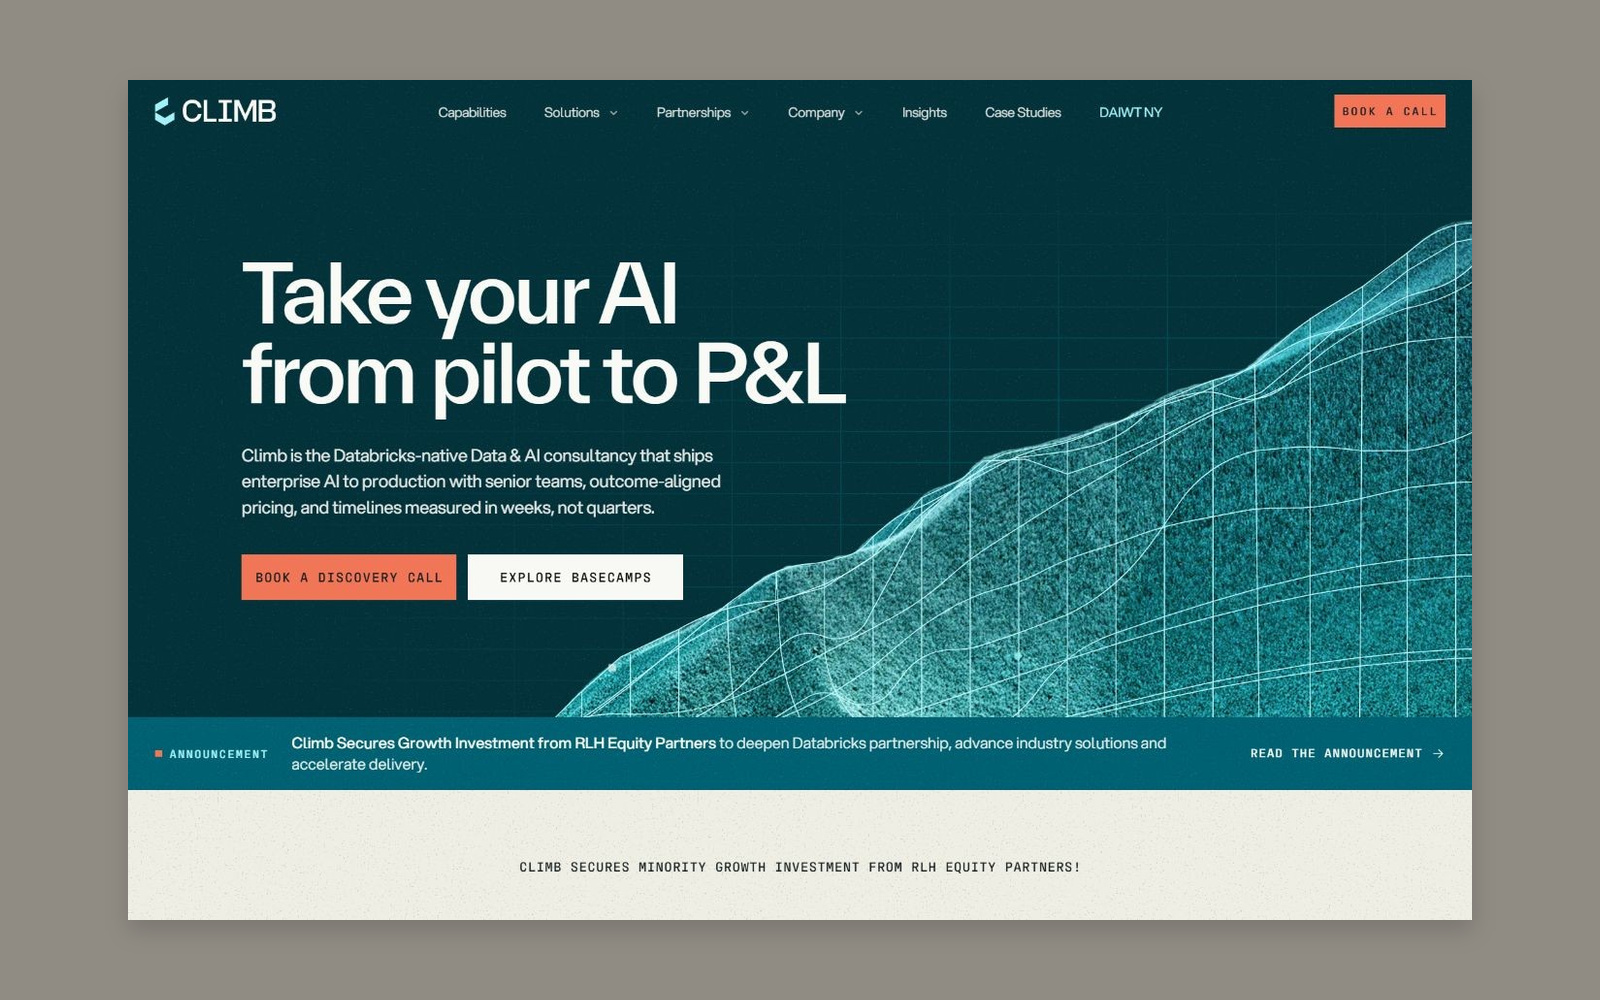 CLIMB
Capabilities
Solutions
Partnerships
Company
Insights
Case Studies
DAIWT NY
BOOK A CALL
Take your AI
from pilot to P&L
Climb is the Databricks-native Data & AI consultancy that ships
enterprise AI to production with senior teams, outcome-aligned
pricing, and timelines measured in weeks, not quarters.
BOOK A DISCOVERY CALL
EXPLORE BASECAMPS
ANNOUNCEMENT
Climb Secures Growth Investment from RLH Equity Partners to deepen Databricks partnership, advance industry solutions and
accelerate delivery.
READ THE ANNOUNCEMENT →
CLIMB SECURES MINORITY GROWTH INVESTMENT FROM RLH EQUITY PARTNERS!